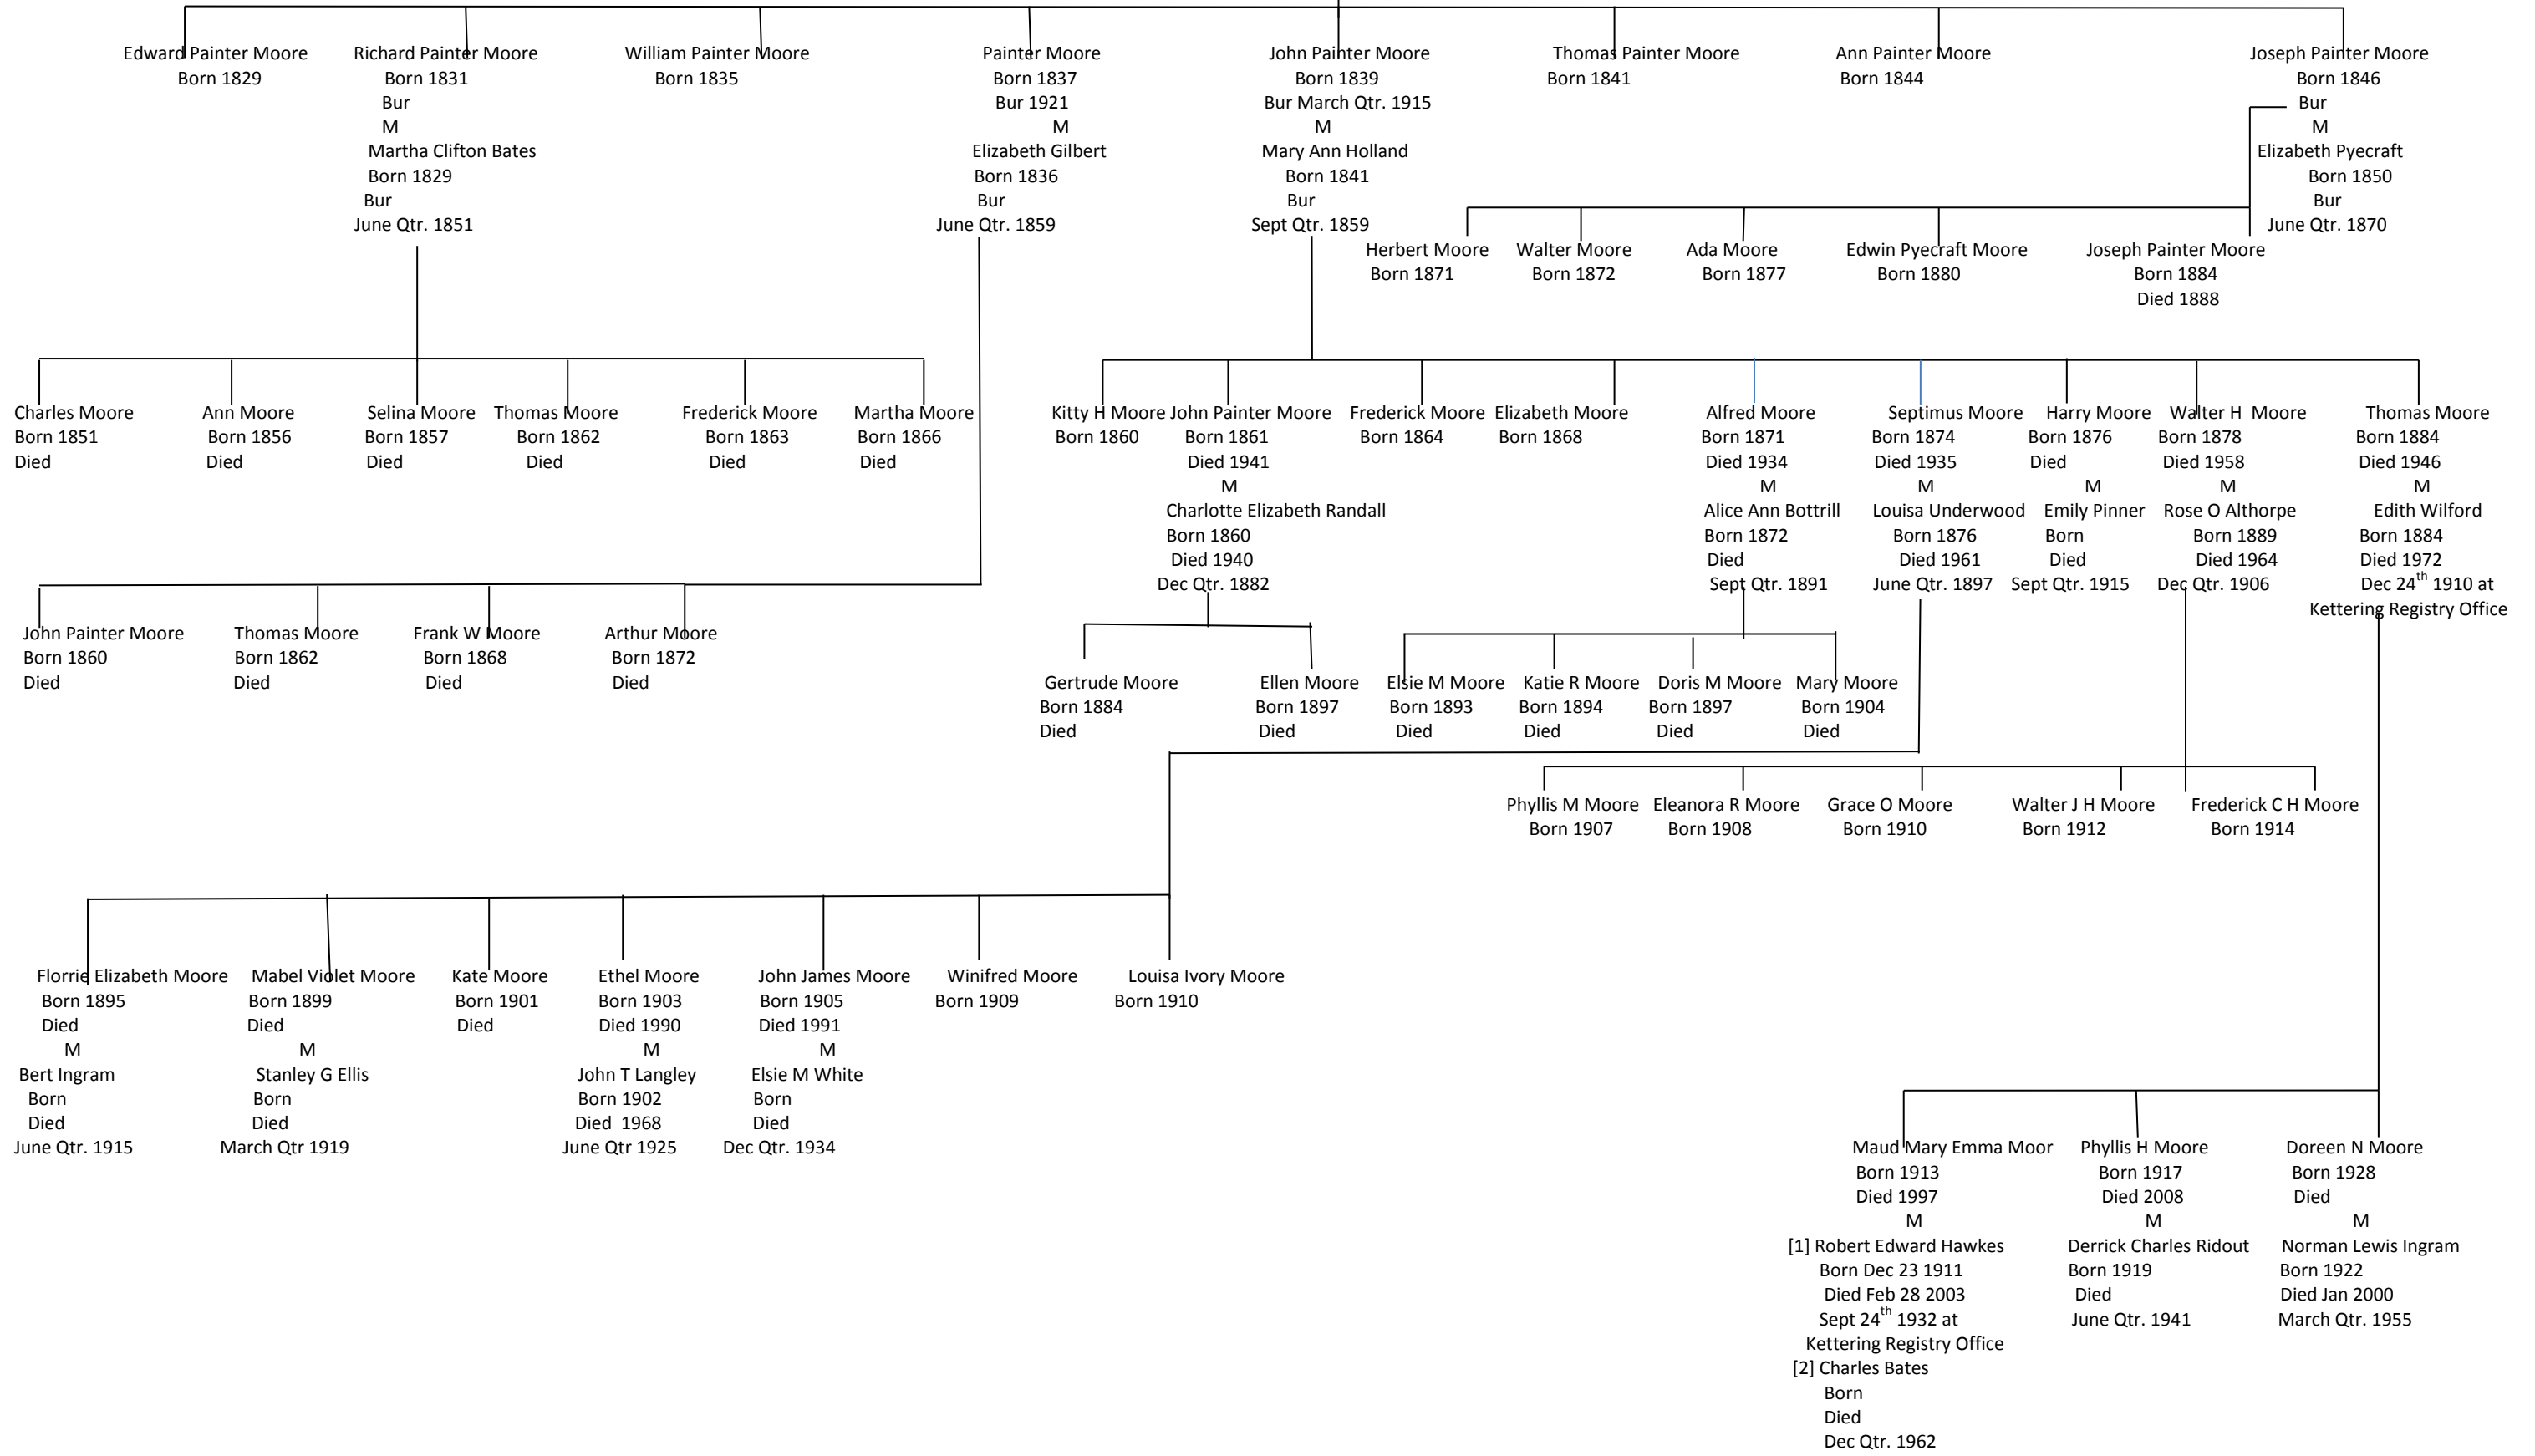 Edward Painter Moore
Born 1829
Richard Painter Moore
Born 1831
Bur
M
Martha Clifton Bates
Born 1829
Bur
June Qtr. 1851
William Painter Moore
Born 1835
Painter Moore
Born 1837
Bur 1921
M
Elizabeth Gilbert
Born 1836
Bur
June Qtr. 1859
John Painter Moore
Born 1839
Bur March Qtr. 1915
M
Mary Ann Holland
Born 1841
Bur
Sept Qtr. 1859
Thomas Painter Moore
Born 1841
Ann Painter Moore
Born 1844
Joseph Painter Moore
Born 1846
Bur
M
Elizabeth Pyecraft
Born 1850
Bur
June Qtr. 1870
Herbert Moore
Born 1871
Walter Moore
Born 1872
Ada Moore
Born 1877
Edwin Pyecraft Moore
Born 1880
Joseph Painter Moore
Born 1884
Died 1888
Charles Moore
Born 1851
Died
Ann Moore
Born 1856
Died
Selina Moore
Born 1857
Died
Thomas Moore
Born 1862
Died
Frederick Moore
Born 1863
Died
Martha Moore
Born 1866
Died
Kitty H Moore
Born 1860
John Painter Moore
Born 1861
Died 1941
M
Charlotte Elizabeth Randall
Born 1860
Died 1940
Dec Qtr. 1882
Frederick Moore
Born 1864
Elizabeth Moore
Born 1868
Alfred Moore
Born 1871
Died 1934
M
Alice Ann Bottrill
Born 1872
Died
Sept Qtr. 1891
Septimus Moore
Born 1874
Died 1935
M
Louisa Underwood
Born 1876
Died 1961
June Qtr. 1897
Harry Moore
Born 1876
Died
M
Emily Pinner
Born
Died
Sept Qtr. 1915
Walter H Moore
Born 1878
Died 1958
M
Rose O Althorpe
Born 1889
Died 1964
Dec Qtr. 1906
Thomas Moore
Born 1884
Died 1946
M
Edith Wilford
Born 1884
Died 1972
Dec 24th 1910 at
Kettering Registry Office
John Painter Moore
Born 1860
Died
Thomas Moore
Born 1862
Died
Frank W Moore
Born 1868
Died
Arthur Moore
Born 1872
Died
Gertrude Moore
Born 1884
Died
Ellen Moore
Born 1897
Died
Elsie M Moore
Born 1893
Died
Katie R Moore
Born 1894
Died
Doris M Moore
Born 1897
Died
Mary Moore
Born 1904
Died
Phyllis M Moore
Born 1907
Eleanora R Moore
Born 1908
Grace O Moore
Born 1910
Walter J H Moore
Born 1912
Frederick C H Moore
Born 1914
Florrie Elizabeth Moore
Born 1895
Died
M
Bert Ingram
Born
Died
June Qtr. 1915
Mabel Violet Moore
Born 1899
Died
M
Stanley G Ellis
Born
Died
March Qtr 1919
Kate Moore
Born 1901
Died
Ethel Moore
Born 1903
Died 1990
M
John T Langley
Born 1902
Died 1968
June Qtr 1925
John James Moore
Born 1905
Died 1991
M
Elsie M White
Born
Died
Dec Qtr. 1934
Winifred Moore
Born 1909
Louisa Ivory Moore
Born 1910
Maud Mary Emma Moor
Born 1913
Died 1997
M
[1] Robert Edward Hawkes
Born Dec 23 1911
Died Feb 28 2003
Sept 24th 1932 at
Kettering Registry Office
[2] Charles Bates
Born
Died
Dec Qtr. 1962
Phyllis H Moore
Born 1917
Died 2008
M
Derrick Charles Ridout
Born 1919
Died
June Qtr. 1941
Doreen N Moore
Born 1928
Died
M
Norman Lewis Ingram
Born 1922
Died Jan 2000
March Qtr. 1955